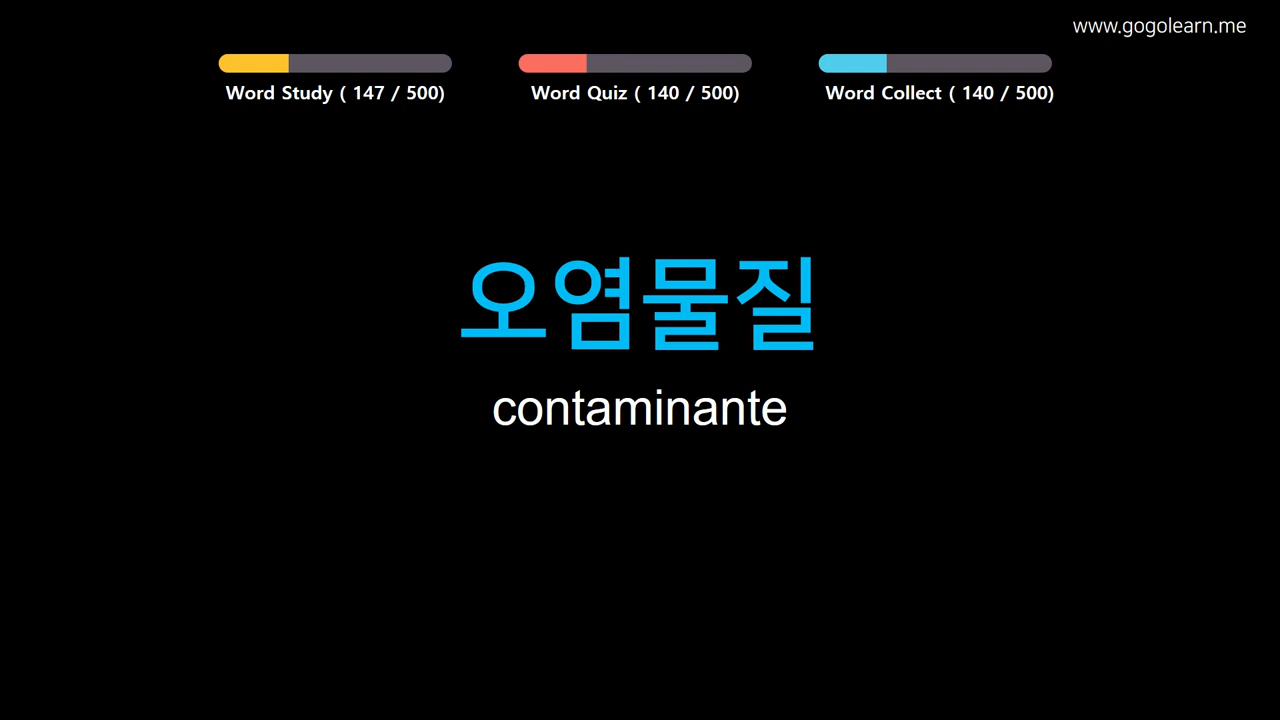 www.gogolearn.me
Word Study ( 147 / 500)
Word Quiz ( 140 / 500)
Word Collect ( 140 / 500)
오염물질
contaminante